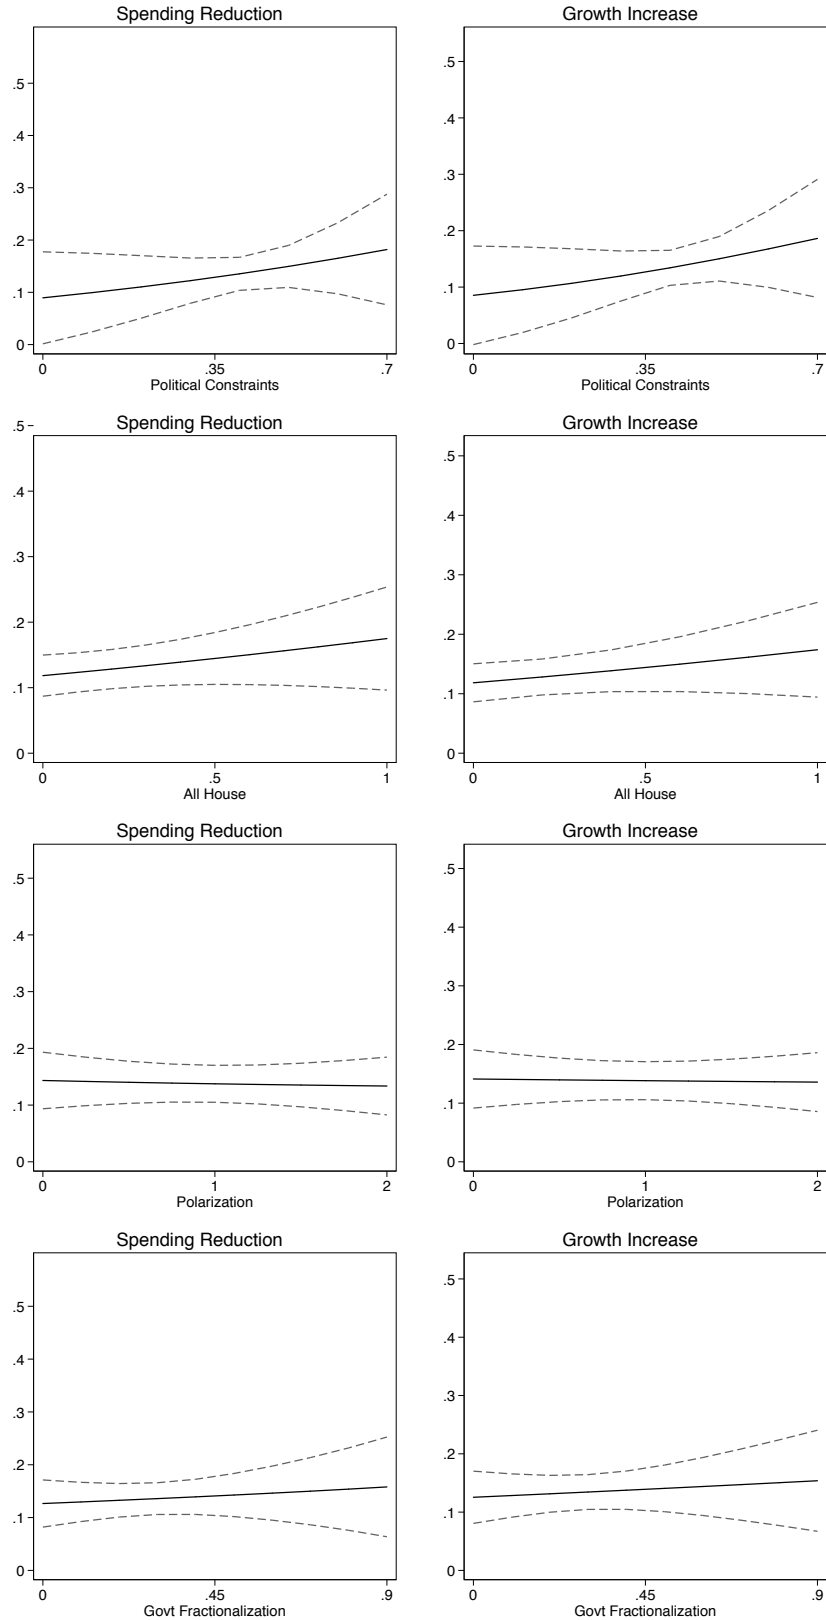 Spending Reduction
.5
.4
.3
.2
.1
0
0 .35 .7
Political Constraints
Growth Increase
.5
.4
.3
.2
.1
0
0 .35 .7
Political Constraints
Spending Reduction
.5
.4
.3
.2
.1
0
0 .5 1
All House
Growth Increase
.5
.4
.3
.2
.1
0
0 .5 1
All House
Spending Reduction
.5
.4
.3
.2
.1
0
0 1 2
Polarization
Growth Increase
.5
.4
.3
.2
.1
0
0 1 2
Polarization
Spending Reduction
.5
.4
.3
.2
.1
0
0 .45 .9
Govt Fractionalization
Growth Increase
.5
.4
.3
.2
.1
0
0 .45 .9
Govt Fractionalization